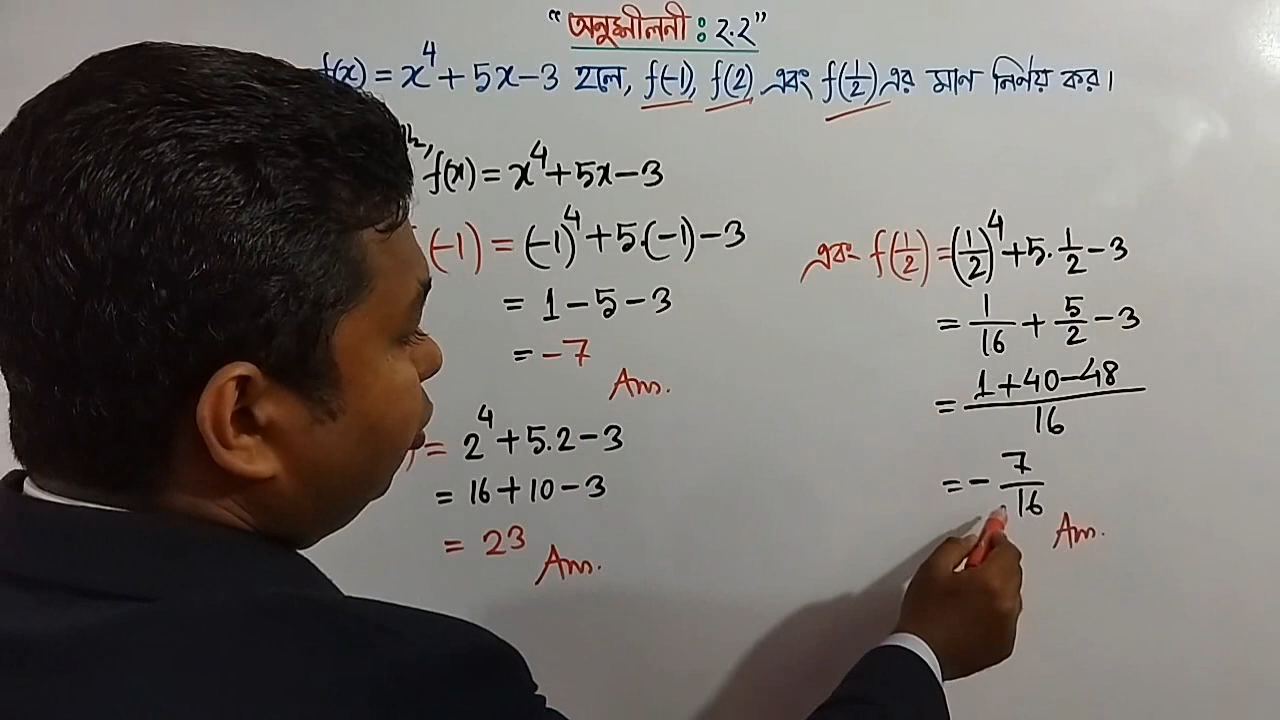 “অনুশীলনী : ২.২”
f(x) = x⁴ + 5x - 3 হলে, f(-1), f(2) এবং f(1/2) এর মান নির্ণয় কর।
f(x) = x⁴ + 5x - 3
(-1) = (-1)⁴ + 5.(-1) - 3
= 1 - 5 - 3
= -7
Ans.
= 2⁴ + 5.2 - 3
= 16 + 10 - 3
= 23
Ans.
এবং f(1/2) = (1/2)⁴ + 5. 1/2 - 3
= 1/16 + 5/2 - 3
= 1 + 40 - 48 / 16
= - 7/16
Ans.